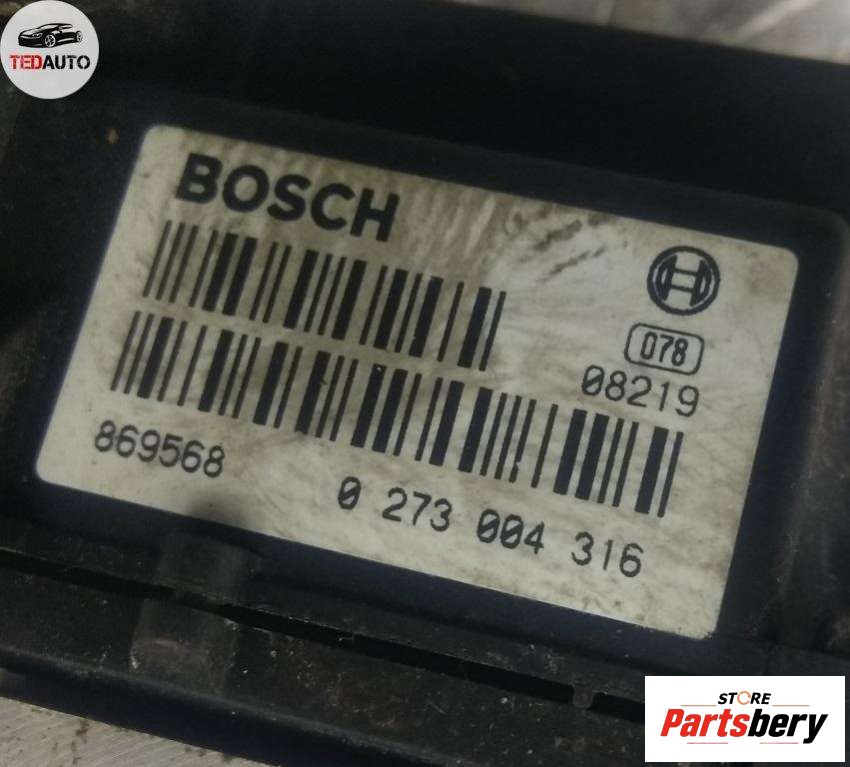 TEDAUTO
BOSCH
078
08219
869568
0 273 004 316
STORE
Partsbery